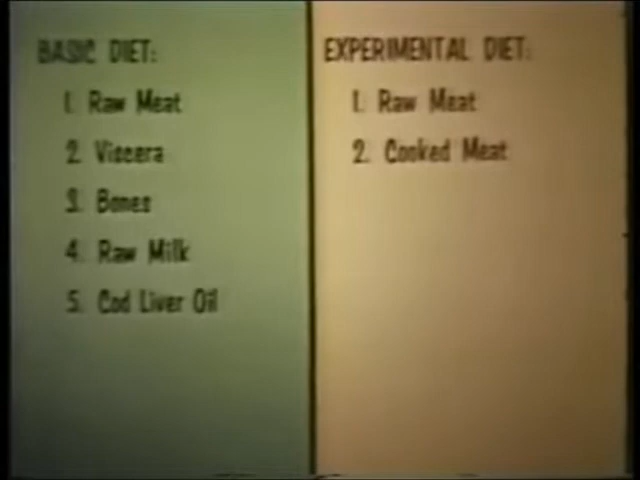 BASIC DIET:
1. Raw Meat
2. Viscera
3. Bones
4. Raw Milk
5. Cod Liver Oil
EXPERIMENTAL DIET:
1. Raw Meat
2. Cooked Meat